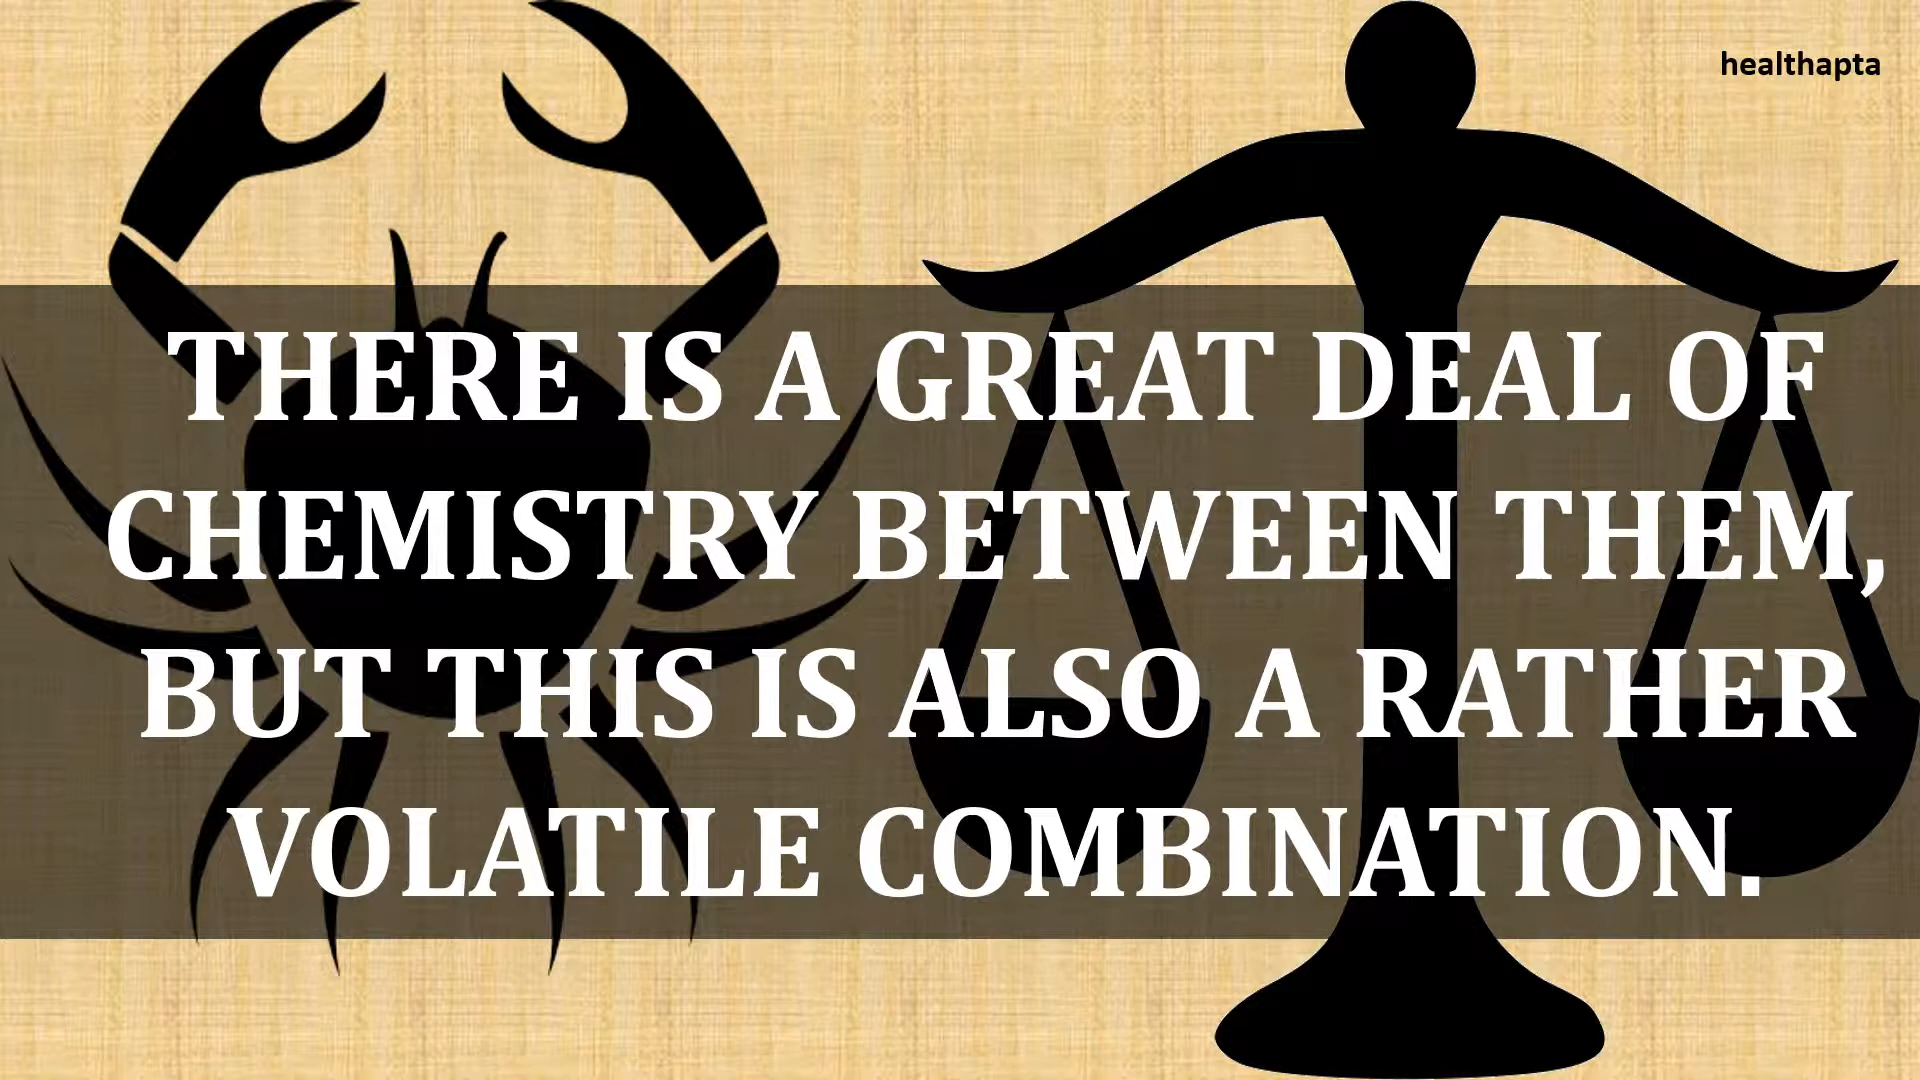 healthapta
THERE IS A GREAT DEAL OF
CHEMISTRY BETWEEN THEM,
BUT THIS IS ALSO A RATHER
VOLATILE COMBINATION.